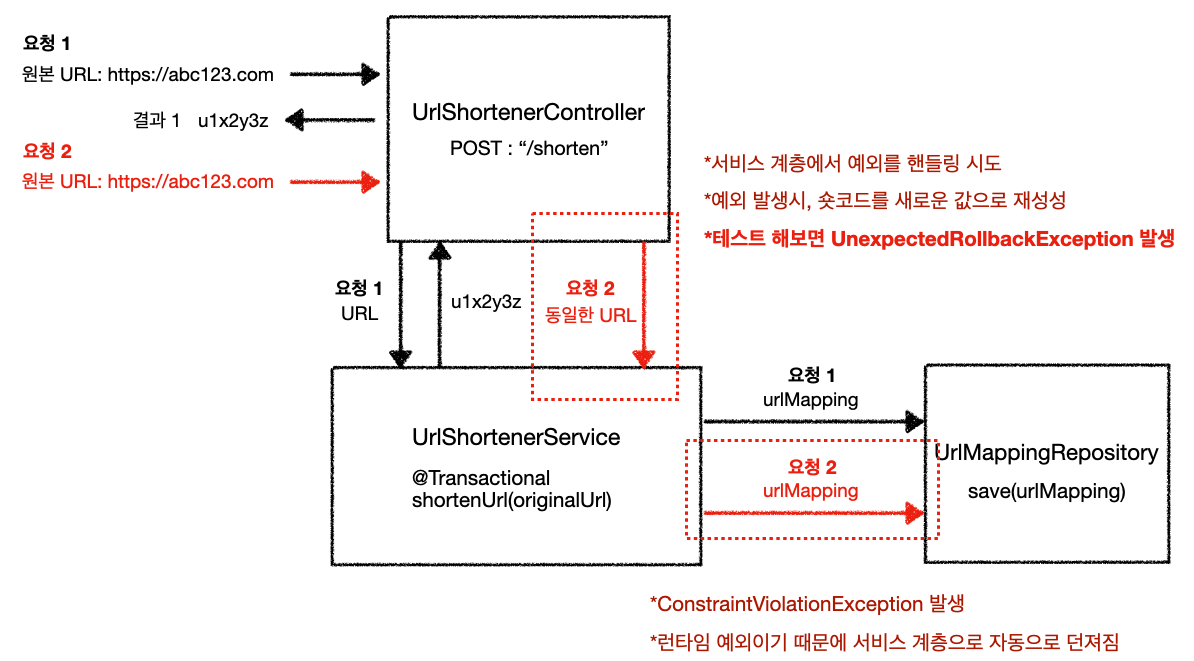 요청 1
원본 URL: https://abc123.com
결과 1 u1x2y3z
요청 2
원본 URL: https://abc123.com
UrlShortenerController
POST : “/shorten”
*서비스 계층에서 예외를 핸들링 시도
*예외 발생시, 숏코드를 새로운 값으로 재성성
*테스트 해보면 UnexpectedRollbackException 발생
요청 1
URL
u1x2y3z
요청 2
동일한 URL
UrlShortenerService
@Transactional
shortenUrl(originalUrl)
요청 1
urlMapping
요청 2
urlMapping
UrlMappingRepository
save(urlMapping)
*ConstraintViolationException 발생
*런타임 예외이기 때문에 서비스 계층으로 자동으로 던져짐